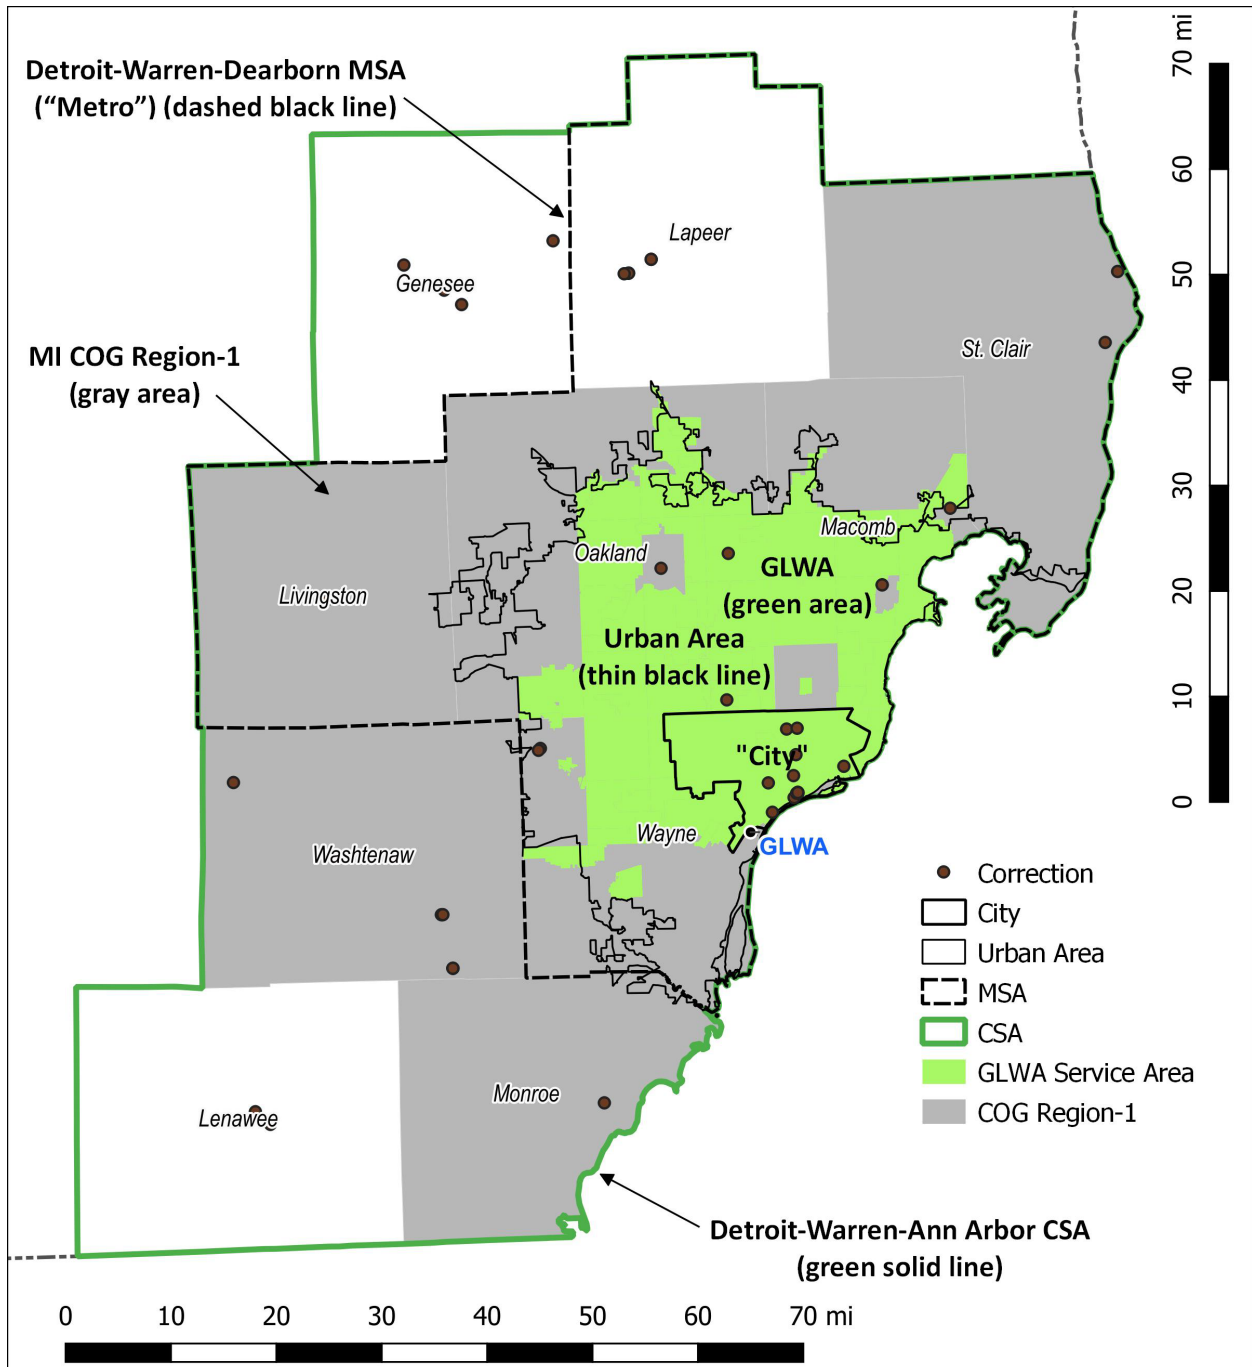 Detroit-Warren-Dearborn MSA
(“Metro”) (dashed black line)
70 mi
60
50
40
30
20
10
0
Lapeer
Genesee
St. Clair
MI COG Region-1
(gray area)
Macomb
Oakland
GLWA
(green area)
Livingston
Urban Area
(thin black line)
"City"
Wayne
GLWA
Washtenaw
Correction
City
Urban Area
MSA
CSA
GLWA Service Area
COG Region-1
Monroe
Lenawee
Detroit-Warren-Ann Arbor CSA
(green solid line)
0 10 20 30 40 50 60 70 mi